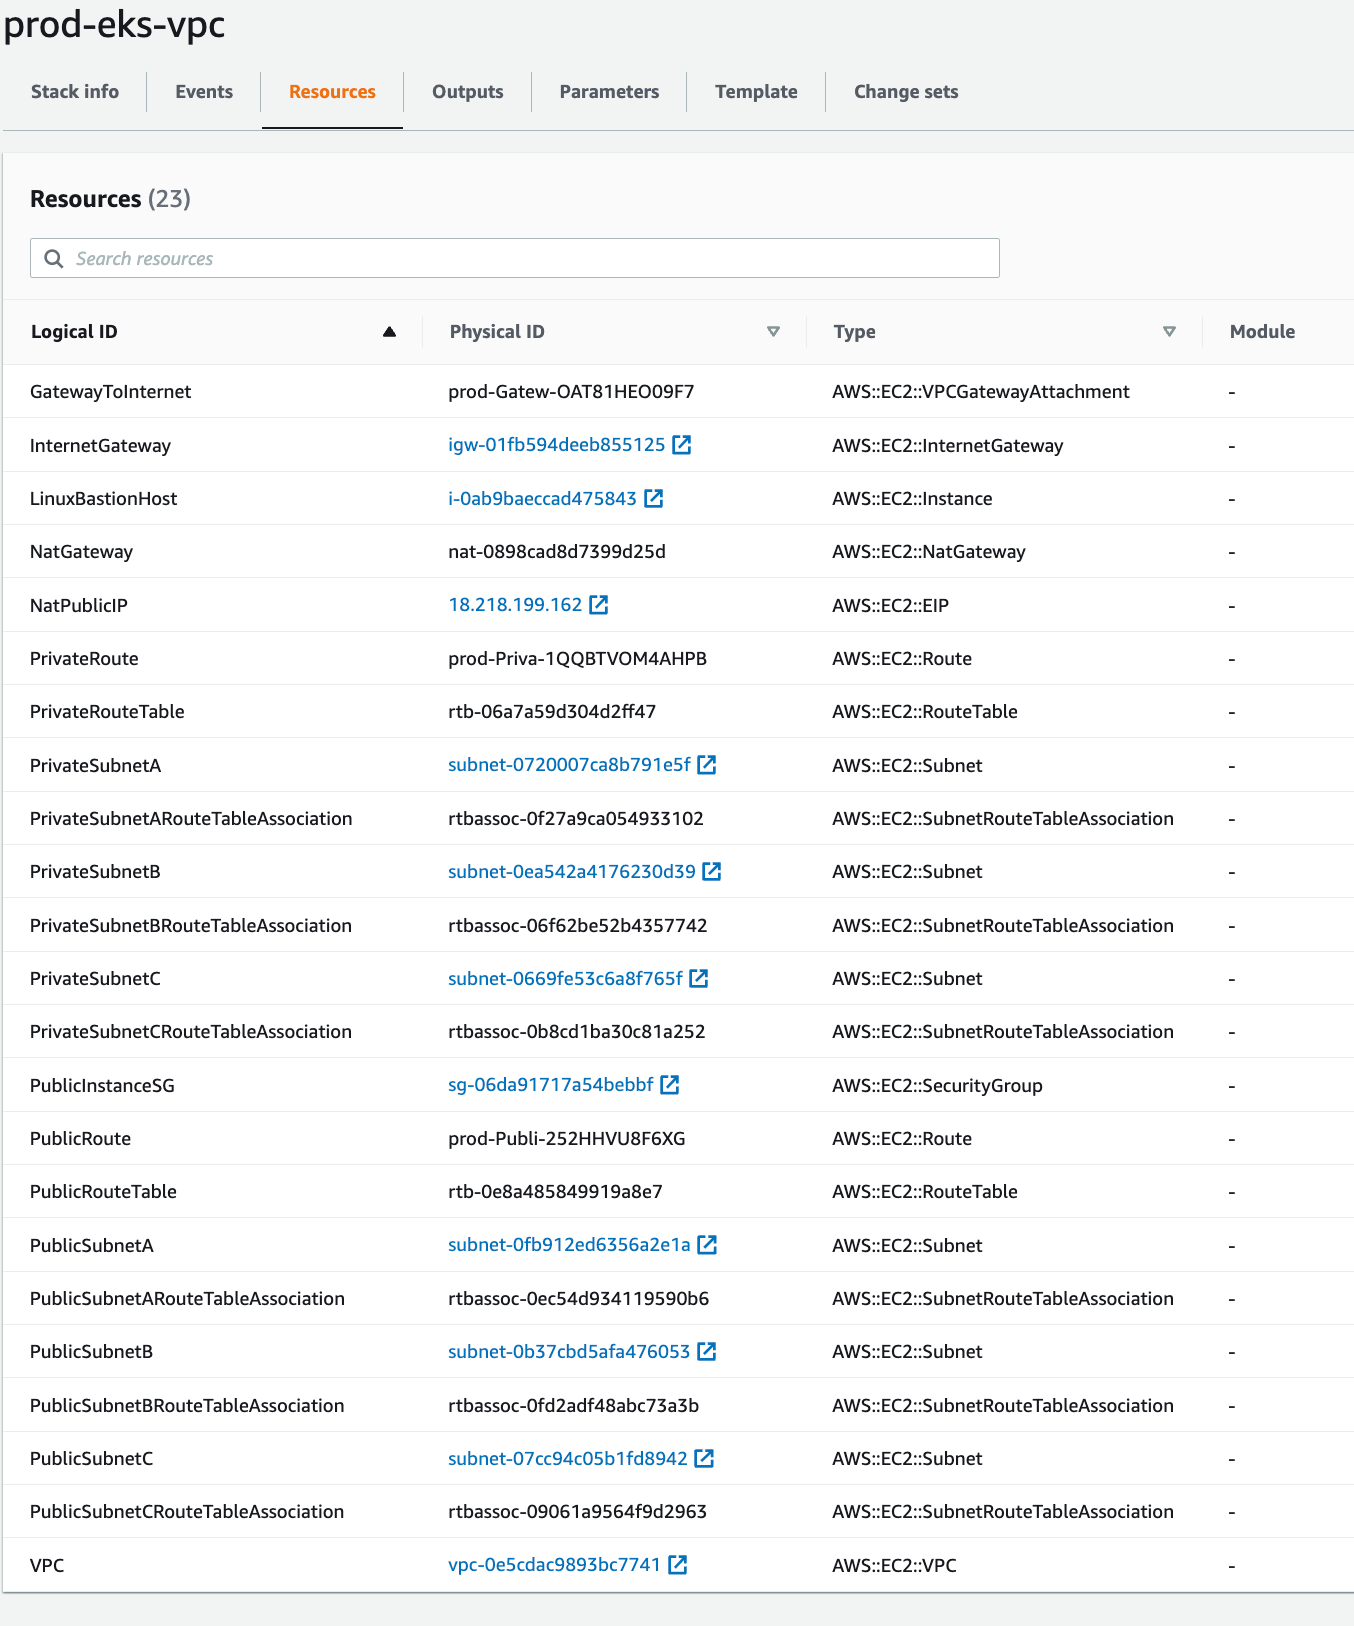 prod-eks-vpc
Stack info Events Resources Outputs Parameters Template Change sets
Resources (23)
Search resources
Logical ID Physical ID Type Module
GatewayToInternet prod-Gatew-OAT81HEO09F7 AWS::EC2::VPCGatewayAttachment -
InternetGateway igw-01fb594deeb855125 AWS::EC2::InternetGateway -
LinuxBastionHost i-0ab9baeccad475843 AWS::EC2::Instance -
NatGateway nat-0898cad8d7399d25d AWS::EC2::NatGateway -
NatPublicIP 18.218.199.162 AWS::EC2::EIP -
PrivateRoute prod-Priva-1QQBTVOM4AHPB AWS::EC2::Route -
PrivateRouteTable rtb-06a7a59d304d2ff47 AWS::EC2::RouteTable -
PrivateSubnetA subnet-0720007ca8b791e5f AWS::EC2::Subnet -
PrivateSubnetARouteTableAssociation rtbassoc-0f27a9ca054933102 AWS::EC2::SubnetRouteTableAssociation -
PrivateSubnetB subnet-0ea542a4176230d39 AWS::EC2::Subnet -
PrivateSubnetBRouteTableAssociation rtbassoc-06f62be52b4357742 AWS::EC2::SubnetRouteTableAssociation -
PrivateSubnetC subnet-0669fe53c6a8f765f AWS::EC2::Subnet -
PrivateSubnetCRouteTableAssociation rtbassoc-0b8cd1ba30c81a252 AWS::EC2::SubnetRouteTableAssociation -
PublicInstanceSG sg-06da91717a54bebbf AWS::EC2::SecurityGroup -
PublicRoute prod-Publi-252HHVU8F6XG AWS::EC2::Route -
PublicRouteTable rtb-0e8a485849919a8e7 AWS::EC2::RouteTable -
PublicSubnetA subnet-0fb912ed6356a2e1a AWS::EC2::Subnet -
PublicSubnetARouteTableAssociation rtbassoc-0ec54d934119590b6 AWS::EC2::SubnetRouteTableAssociation -
PublicSubnetB subnet-0b37cbd5afa476053 AWS::EC2::Subnet -
PublicSubnetBRouteTableAssociation rtbassoc-0fd2adf48abc73a3b AWS::EC2::SubnetRouteTableAssociation -
PublicSubnetC subnet-07cc94c05b1fd8942 AWS::EC2::Subnet -
PublicSubnetCRouteTableAssociation rtbassoc-09061a9564f9d2963 AWS::EC2::SubnetRouteTableAssociation -
VPC vpc-0e5cdac9893bc7741 AWS::EC2::VPC -